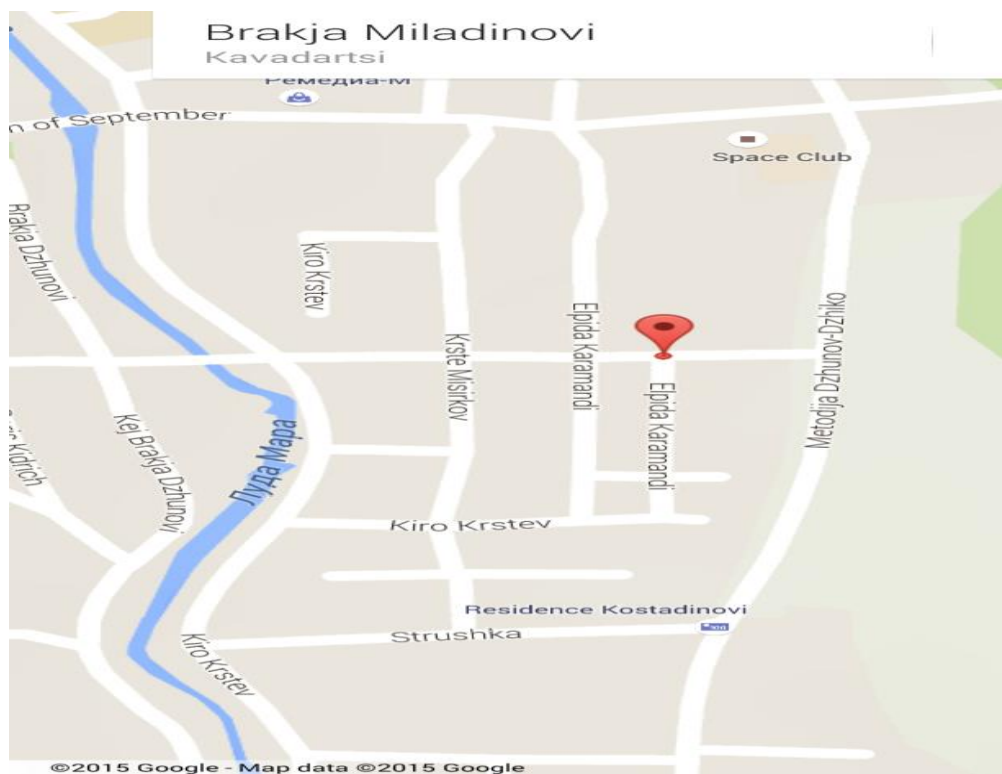 Brakja Miladinovi
Kavadartsi
Ремедиа-М
n of September
Space Club
Brakja Dzhunovi
Kiro Krstev
Elpida Karamandi
Metodija Dzhunov-Dzhiko
Krste Misirkov
Elpida Karamandi
Kej Brakja Dzhunovi
Kidrich
Луда Мара
Kiro Krstev
Residence Kostadinovi
Strushka
Kiro Krstev
©2015 Google - Map data ©2015 Google